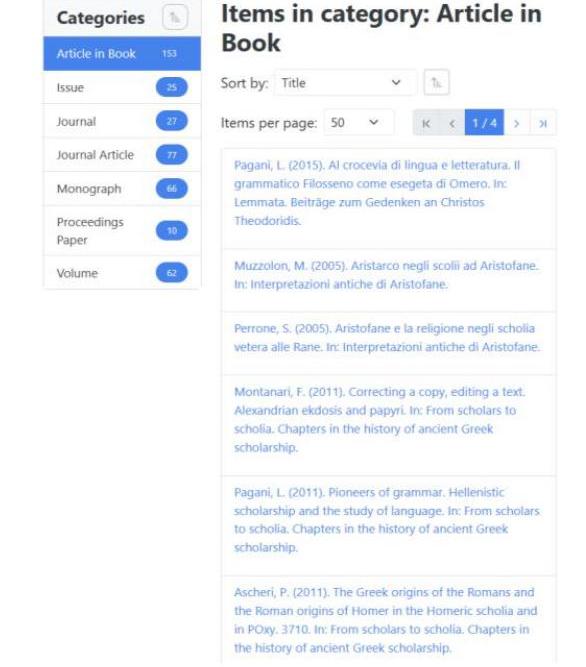 Categories
Article in Book 153
Issue 25
Journal 27
Journal Article 77
Monograph 66
Proceedings
Paper 10
Volume 62
Items in category: Article in
Book
Sort by: Title
Items per page: 50
1 / 4
Pagani, L. (2015). Al crocevia di lingua e letteratura. Il
grammatico Filosseno come esegeta di Omero. In:
Lemmata. Beiträge zum Gedenken an Christos
Theodoridis.
Muzzolon, M. (2005). Aristarco negli scolii ad Aristofane.
In: Interpretazioni antiche di Aristofane.
Perrone, S. (2005). Aristofane e la religione negli scholia
vetera alle Rane. In: Interpretazioni antiche di Aristofane.
Montanari, F. (2011). Correcting a copy, editing a text.
Alexandrian ekdosis and papyri. In: From scholars to
scholia. Chapters in the history of ancient Greek
scholarship.
Pagani, L. (2011). Pioneers of grammar. Hellenistic
scholarship and the study of language. In: From scholars
to scholia. Chapters in the history of ancient Greek
scholarship.
Ascheri, P. (2011). The Greek origins of the Romans and
the Roman origins of Homer in the Homeric scholia and
in POxy. 3710. In: From scholars to scholia. Chapters in
the history of ancient Greek scholarship.